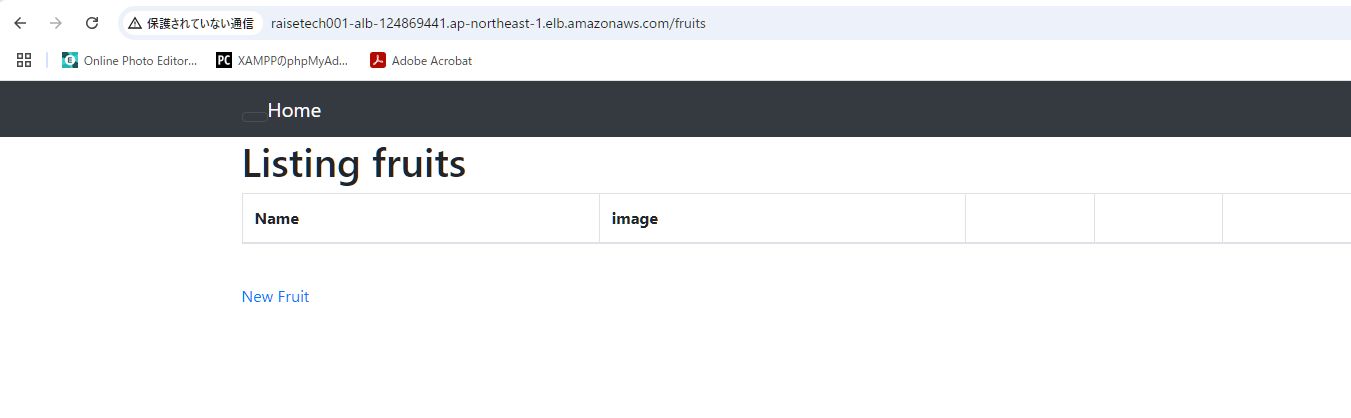 保護されていない通信 raisetech001-alb-124869441.ap-northeast-1.elb.amazonaws.com/fruits
Online Photo Editor... PC XAMPPのphpMyAd... Adobe Acrobat
Home
Listing fruits
Name image
New Fruit